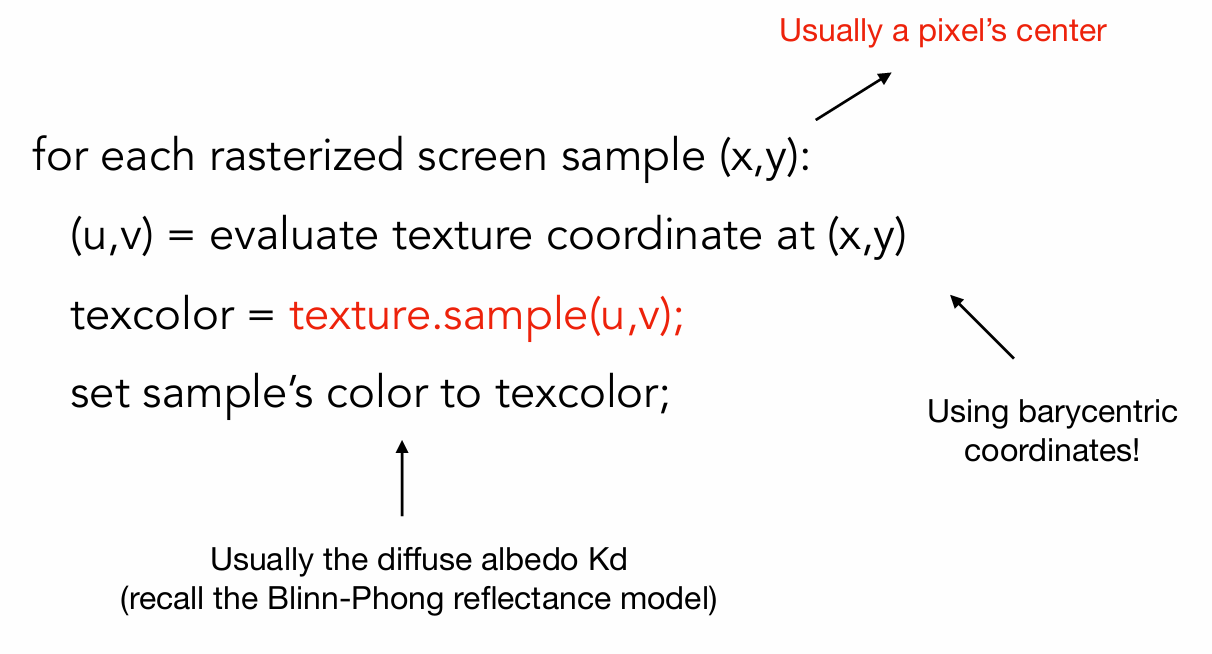 Usually a pixel's center
for each rasterized screen sample (x,y):
(u,v) = evaluate texture coordinate at (x,y)
texcolor = texture.sample(u,v);
set sample’s color to texcolor;
Using barycentric
coordinates!
Usually the diffuse albedo Kd
(recall the Blinn-Phong reflectance model)